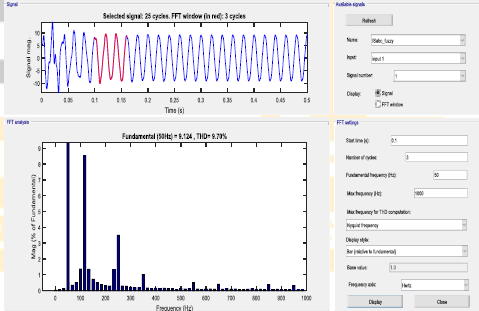 Signal
Selected signal: 25 cycles. FFT window (in red): 3 cycles
Signal mag.
10
5
0
-5
-10
0 0.05 0.1 0.15 0.2 0.25 0.3 0.35 0.4 0.45 0.5
Time (s)
FFT analysis
Fundamental (50Hz) = 9.124 , THD= 9.70%
Mag (% of Fundamental)
9
8
7
6
5
4
3
2
1
0
0 100 200 300 400 500 600 700 800 900 1000
Frequency (Hz)
Available signals
Refresh
Name:
Input:
input 1
Signal number:
1
Display:
Signal
FFT window
FFT settings
Start time (s):
0.1
Number of cycles:
3
Fundamental frequency (Hz):
50
Max frequency (Hz):
1000
Max frequency for THD computation:
Nyquist frequency
Display style:
Bar (relative to fundamental)
Base value:
1.0
Frequency axis:
Hertz
Display
Close